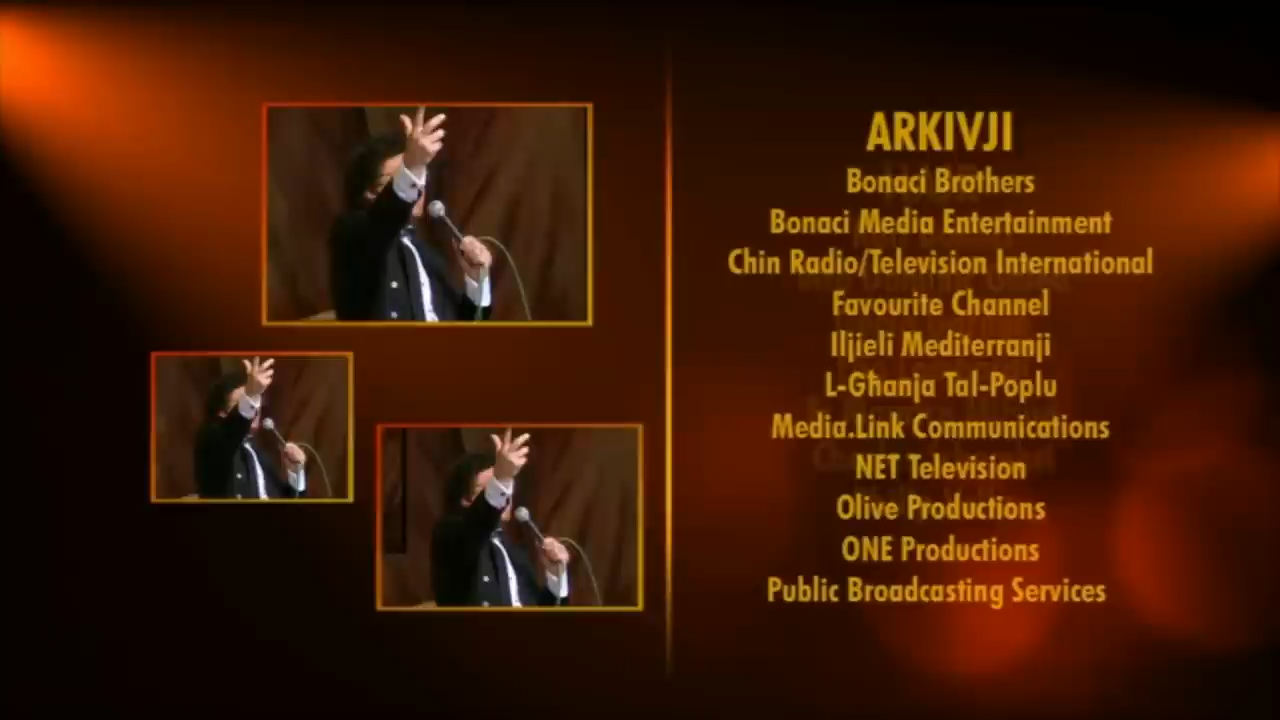 ARKIVJI
Bonaci Brothers
Bonaci Media Entertainment
Chin Radio/Television International
Favourite Channel
Iljieli Mediterranji
L-Għanja Tal-Poplu
Media.Link Communications
NET Television
Olive Productions
ONE Productions
Public Broadcasting Services